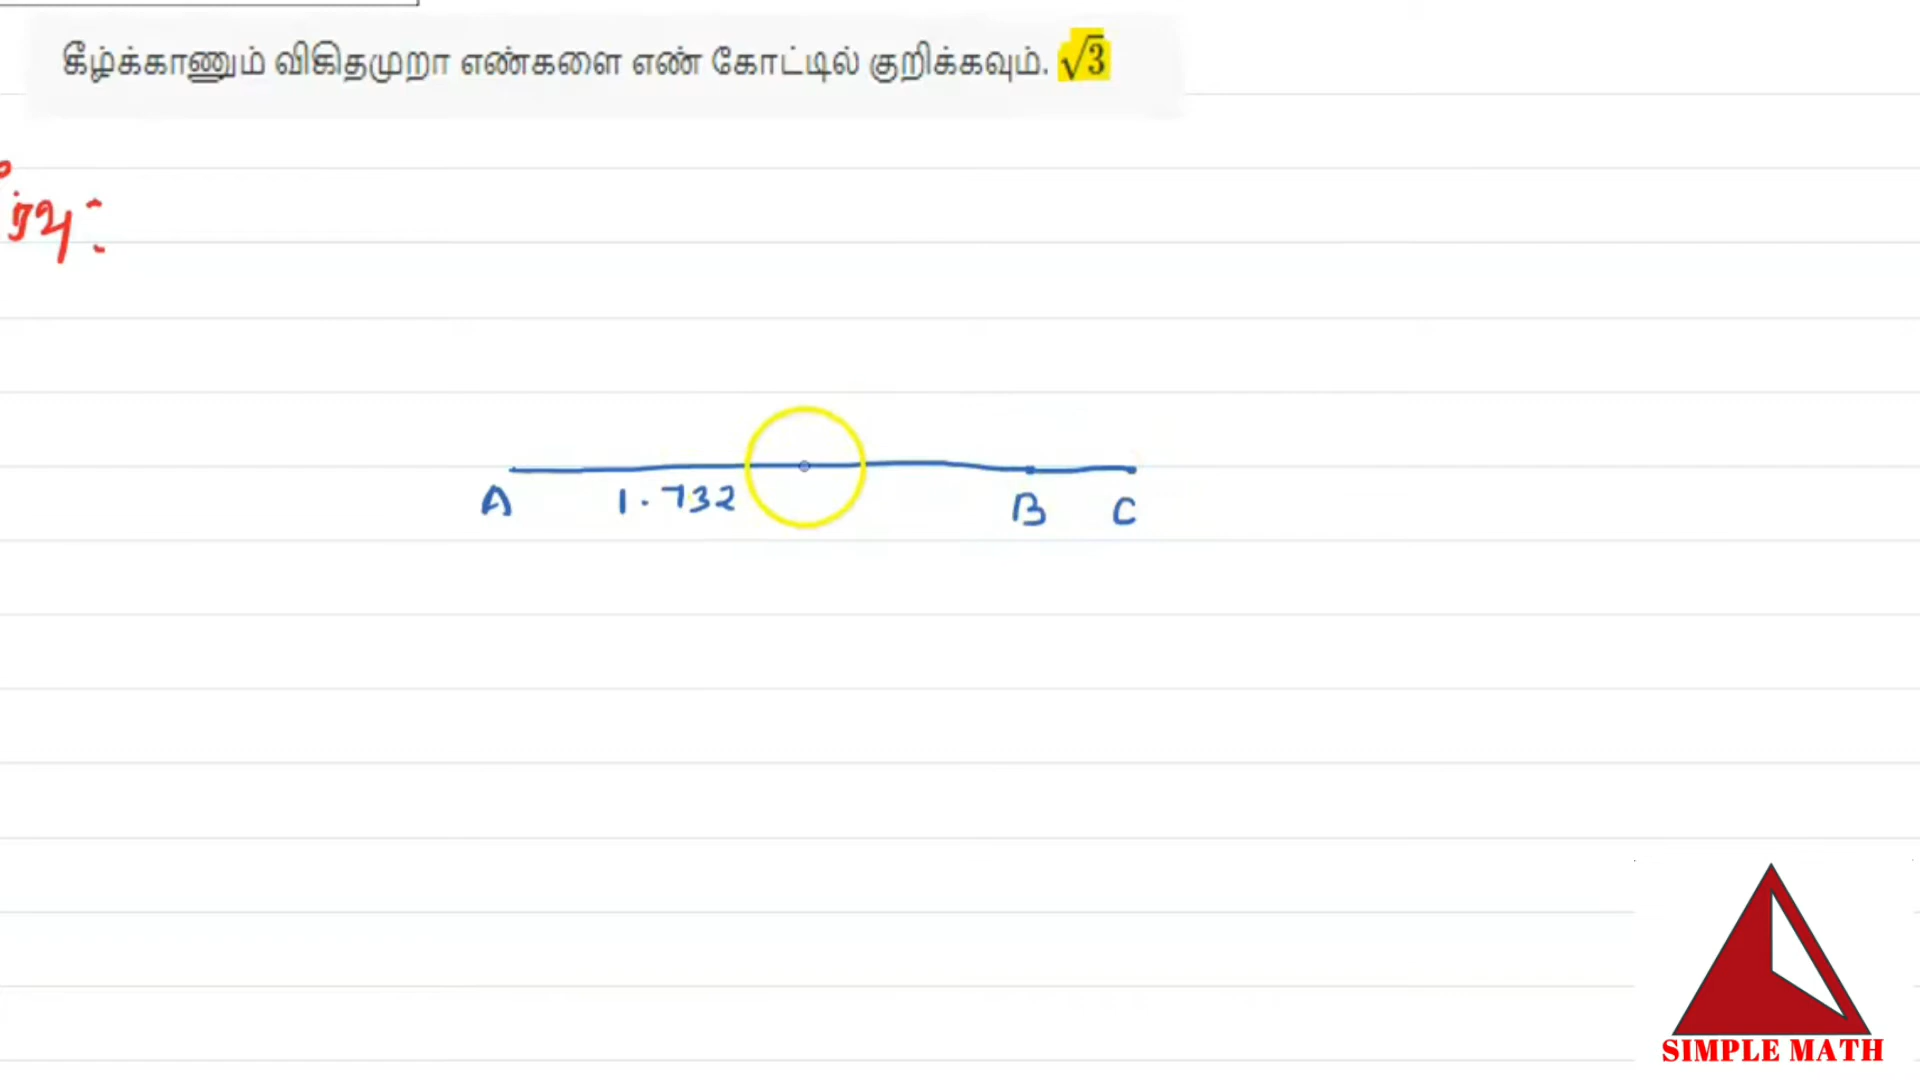 கீழ்க்காணும் விகிதமுறா எண்களை எண் கோட்டில் குறிக்கவும். √3
A 1.732 B C
SIMPLE MATH